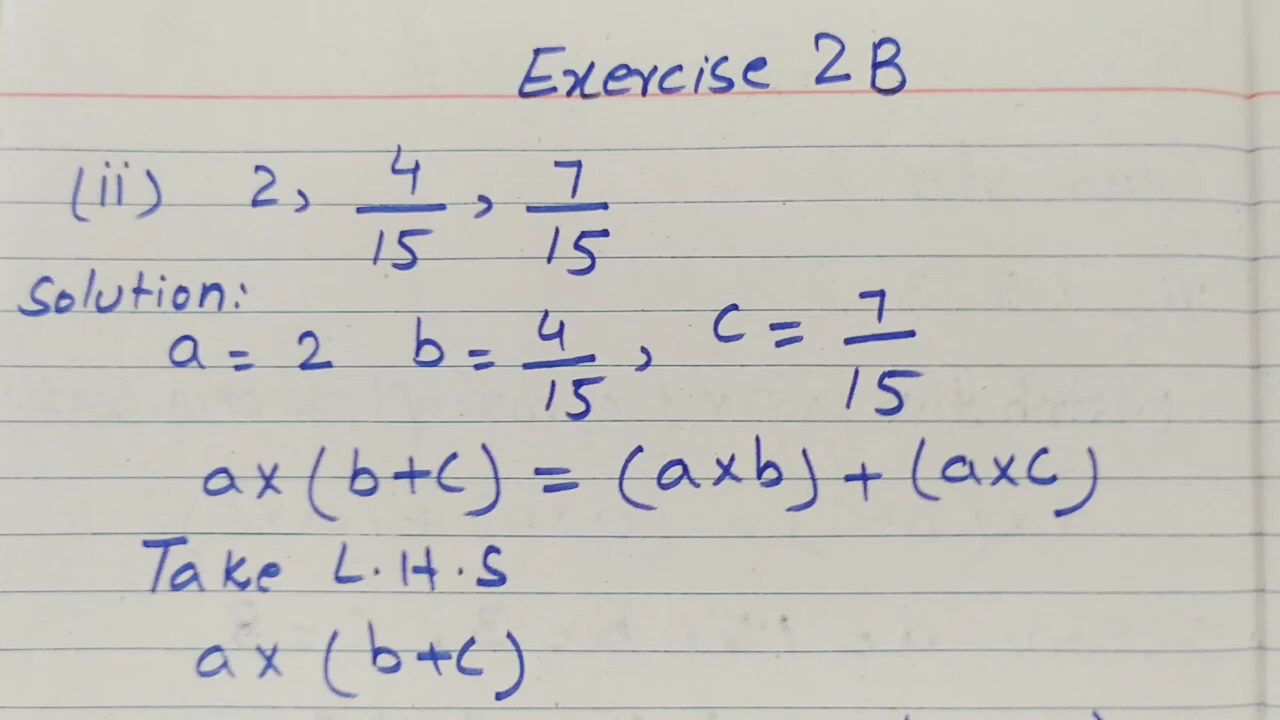 Exercise 2B
(ii) 2, 4/15, 7/15
Solution:
a = 2 b = 4/15, c = 7/15
a×(b+c) = (a×b)+(a×c)
Take L.H.S
a×(b+c)